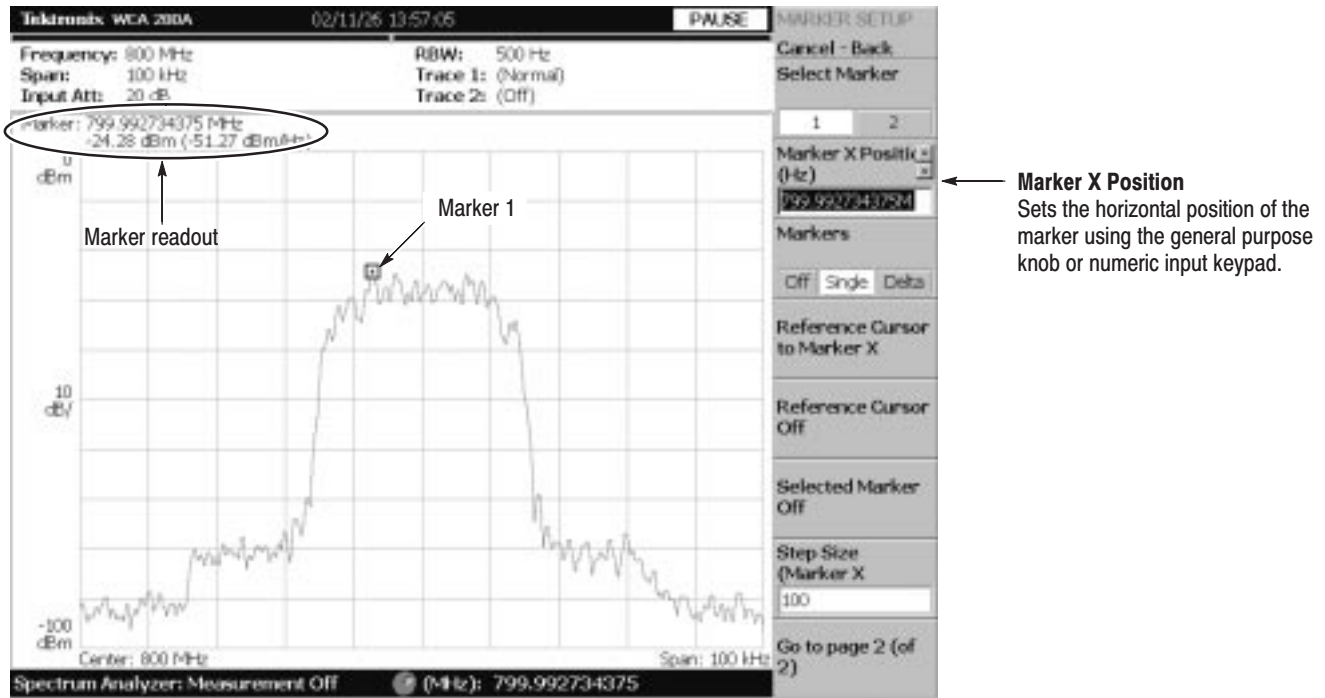 Tektronix WCA 280A 02/11/26 13:57:05 PAUSE
Frequency: 800 MHz
Span: 100 kHz
Input Att: 20 dB
RBW: 500 Hz
Trace 1: (Normal)
Trace 2: (Off)
Marker: 799.992734375 MHz
-24.28 dBm (-51.27 dBm/Hz)
0
dBm
Marker readout
Marker 1
10
dB/
-100
dBm
Center: 800 MHz
Span: 100 kHz
Spectrum Analyzer: Measurement Off
(MHz): 799.992734375
MARKER SETUP
Cancel - Back
Select Marker
1 2
Marker X Position
(Hz)
799.992734375M
Markers
Off Single Delta
Reference Cursor
to Marker X
Reference Cursor
Off
Selected Marker
Off
Step Size
(Marker X
100
Go to page 2 (of
2)
Marker X Position
Sets the horizontal position of the
marker using the general purpose
knob or numeric input keypad.